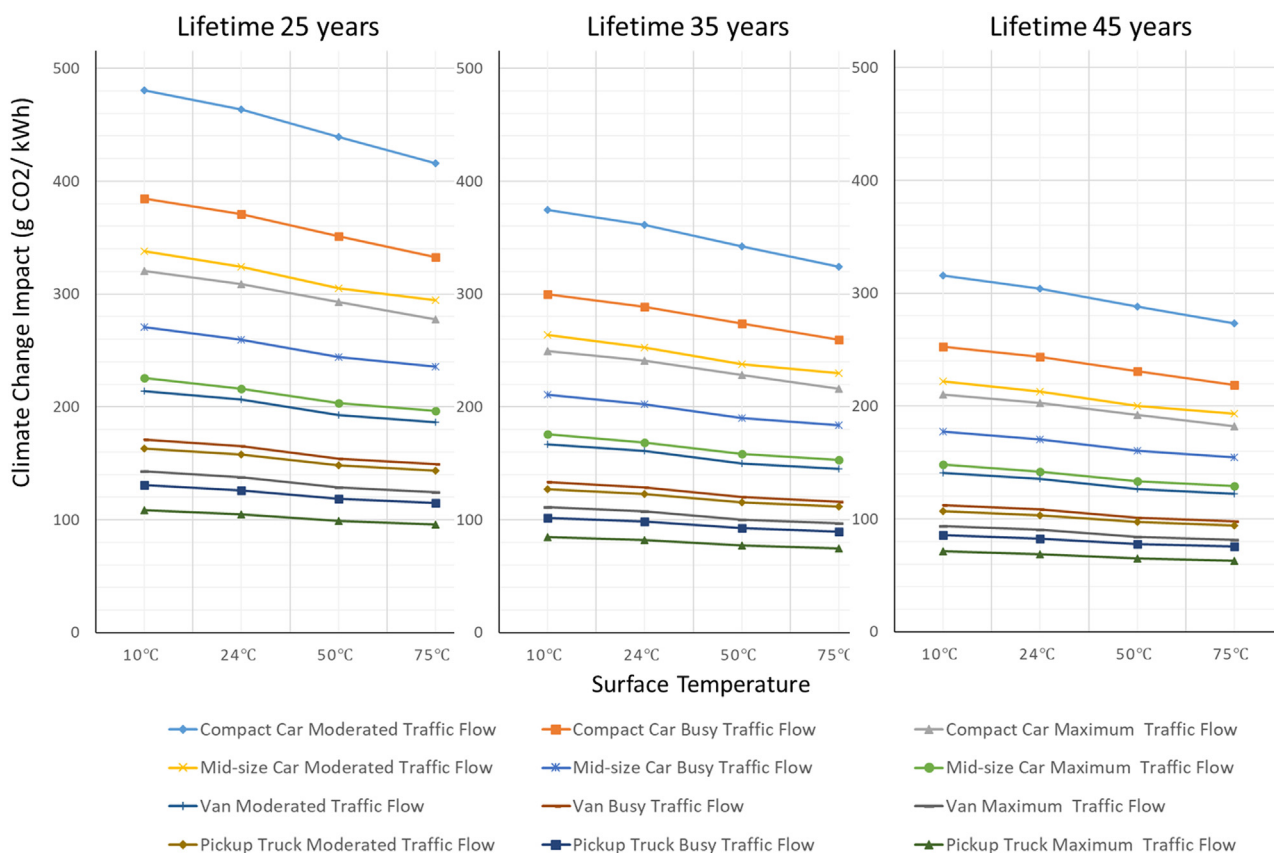 Lifetime 25 years
Lifetime 35 years
Lifetime 45 years
Climate Change Impact (g CO2/ kWh)
500
400
300
200
100
0
500
400
300
200
100
0
500
400
300
200
100
0
10°C 24°C 50°C 75°C
10°C 24°C 50°C 75°C
10°C 24°C 50°C 75°C
Surface Temperature
Compact Car Moderated Traffic Flow
Compact Car Busy Traffic Flow
Compact Car Maximum Traffic Flow
Mid-size Car Moderated Traffic Flow
Mid-size Car Busy Traffic Flow
Mid-size Car Maximum Traffic Flow
Van Moderated Traffic Flow
Van Busy Traffic Flow
Van Maximum Traffic Flow
Pickup Truck Moderated Traffic Flow
Pickup Truck Busy Traffic Flow
Pickup Truck Maximum Traffic Flow